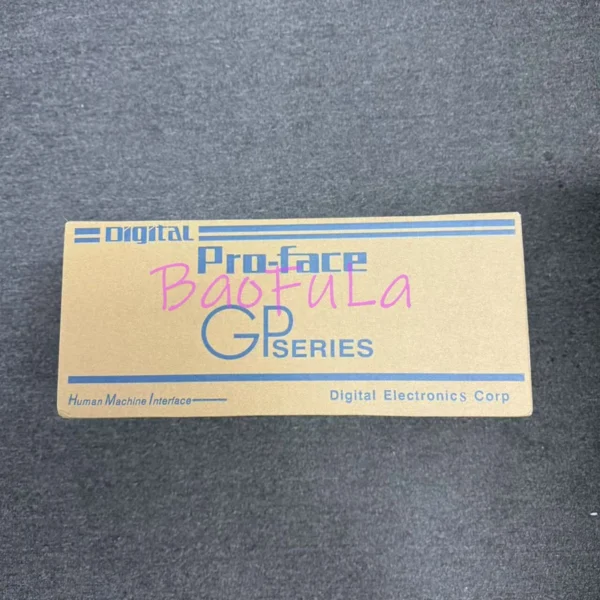 Digital
Pro-face
BaoFuLa
GP SERIES
Human Machine Interface
Digital Electronics Corp